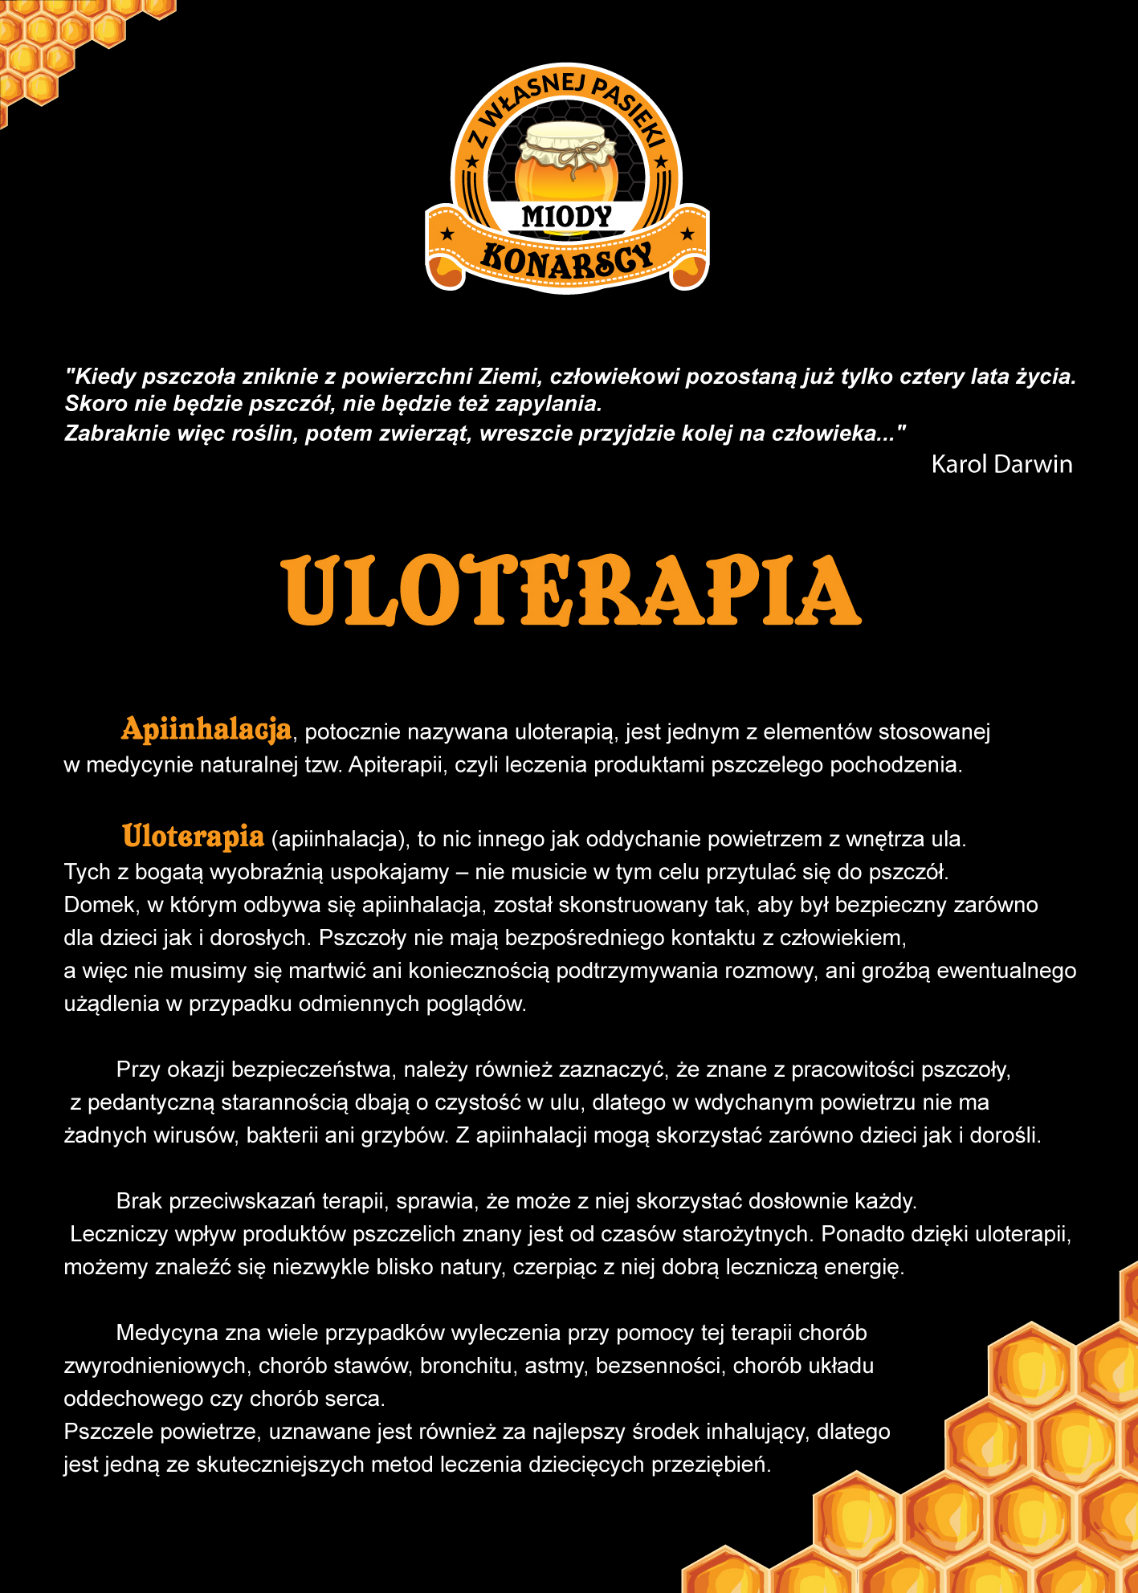 Z WŁASNEJ PASIEKI
MIODY
KONARSCY
"Kiedy pszczoła zniknie z powierzchni Ziemi, człowiekowi pozostaną już tylko cztery lata życia.
Skoro nie będzie pszczół, nie będzie też zapylania.
Zabraknie więc roślin, potem zwierząt, wreszcie przyjdzie kolej na człowieka..."
Karol Darwin
ULOTERAPIA
Apiinhalacja, potocznie nazywana uloterapią, jest jednym z elementów stosowanej
w medycynie naturalnej tzw. Apiterapii, czyli leczenia produktami pszczelego pochodzenia.
Uloterapia (apiinhalacja), to nic innego jak oddychanie powietrzem z wnętrza ula.
Tych z bogatą wyobraźnią uspokajamy – nie musicie w tym celu przytulać się do pszczół.
Domek, w którym odbywa się apiinhalacja, został skonstruowany tak, aby był bezpieczny zarówno
dla dzieci jak i dorosłych. Pszczoły nie mają bezpośredniego kontaktu z człowiekiem,
a więc nie musimy się martwić ani koniecznością podtrzymywania rozmowy, ani groźbą ewentualnego
użądlenia w przypadku odmiennych poglądów.
Przy okazji bezpieczeństwa, należy również zaznaczyć, że znane z pracowitości pszczoły,
z pedantyczną starannością dbają o czystość w ulu, dlatego w wdychanym powietrzu nie ma
żadnych wirusów, bakterii ani grzybów. Z apiinhalacji mogą skorzystać zarówno dzieci jak i dorośli.
Brak przeciwskazań terapii, sprawia, że może z niej skorzystać dosłownie każdy.
Leczniczy wpływ produktów pszczelich znany jest od czasów starożytnych. Ponadto dzięki uloterapii,
możemy znaleźć się niezwykle blisko natury, czerpiąc z niej dobrą leczniczą energię.
Medycyna zna wiele przypadków wyleczenia przy pomocy tej terapii chorób
zwyrodnieniowych, chorób stawów, bronchitu, astmy, bezsenności, chorób układu
oddechowego czy chorób serca.
Pszczele powietrze, uznawane jest również za najlepszy środek inhalujący, dlatego
jest jedną ze skuteczniejszych metod leczenia dziecięcych przeziębień.